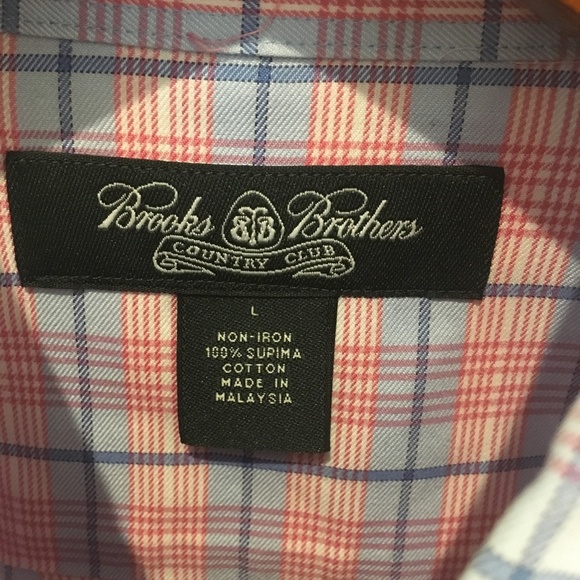 Brooks BB Brothers
COUNTRY CLUB
L
NON-IRON
100% SUPIMA
COTTON
MADE IN
MALAYSIA